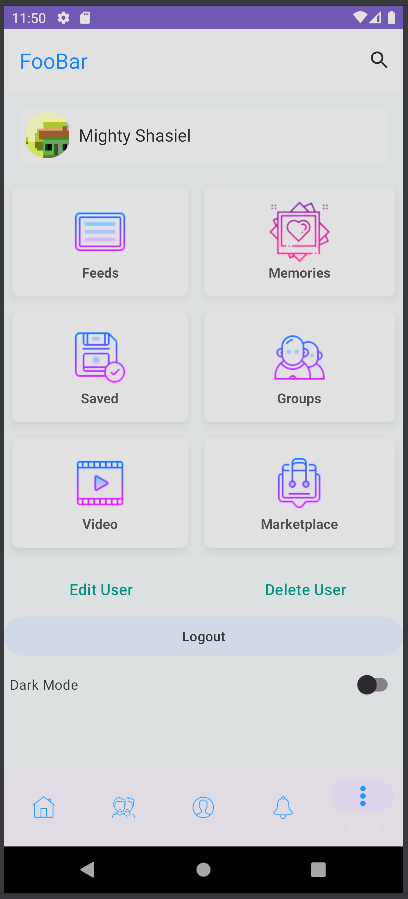 11:50
FooBar
Mighty Shasiel
Feeds
Memories
Saved
Groups
Video
Marketplace
Edit User
Delete User
Logout
Dark Mode